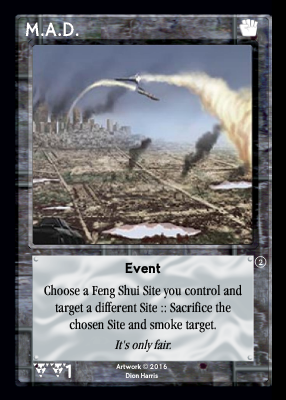 M.A.D.
Event
2
Choose a Feng Shui Site you control and
target a different Site :: Sacrifice the
chosen Site and smoke target.
It's only fair.
1
Artwork © 2016
Dion Harris